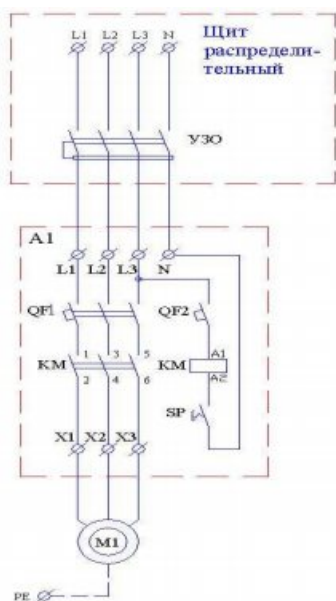 L1 L2 L3 N
Щит
распредели-
тельный
УЗО
A1
L1 L2 L3 N
QF1
QF2
KM
1 3 5
2 4 6
KM
A1
A2
SP
X1 X2 X3
M1
PE